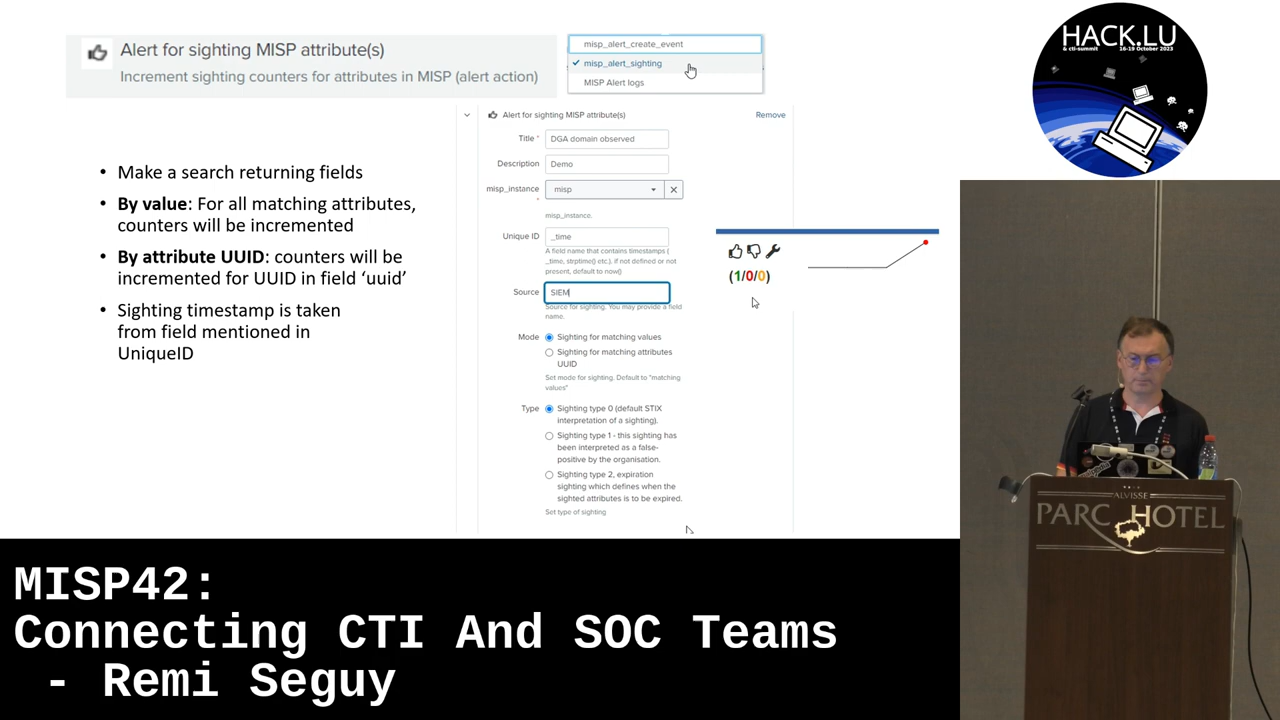 Alert for sighting MISP attribute(s)
Increment sighting counters for attributes in MISP (alert action)
misp_alert_create_event
misp_alert_sighting
MISP Alert logs
HACK.LU
& cti-summit
16-19 October 2023
• Make a search returning fields
• By value: For all matching attributes,
counters will be incremented
• By attribute UUID: counters will be
incremented for UUID in field ‘uuid’
• Sighting timestamp is taken
from field mentioned in
UniqueID
Alert for sighting MISP attribute(s)
Remove
Title *
DGA domain observed
Description
Demo
misp_instance
*
misp
misp_instance.
Unique ID
_time
A field name that contains timestamps (
_time, strptime() etc.). if not defined or not
present, default to now()
Source
SIEM
Source for sighting. You may provide a field
name.
Mode
Sighting for matching values
Sighting for matching attributes
UUID
Set mode for sighting. Default to "matching
values"
Type
Sighting type 0 (default STIX
interpretation of a sighting).
Sighting type 1 - this sighting has
been interpreted as a false-
positive by the organisation.
Sighting type 2, expiration
sighting which defines when the
sighted attributes is to be expired.
Set type of sighting
(1/0/0)
ALVISSE
PARC HOTEL
MISP42:
Connecting CTI And SOC Teams
- Remi Seguy